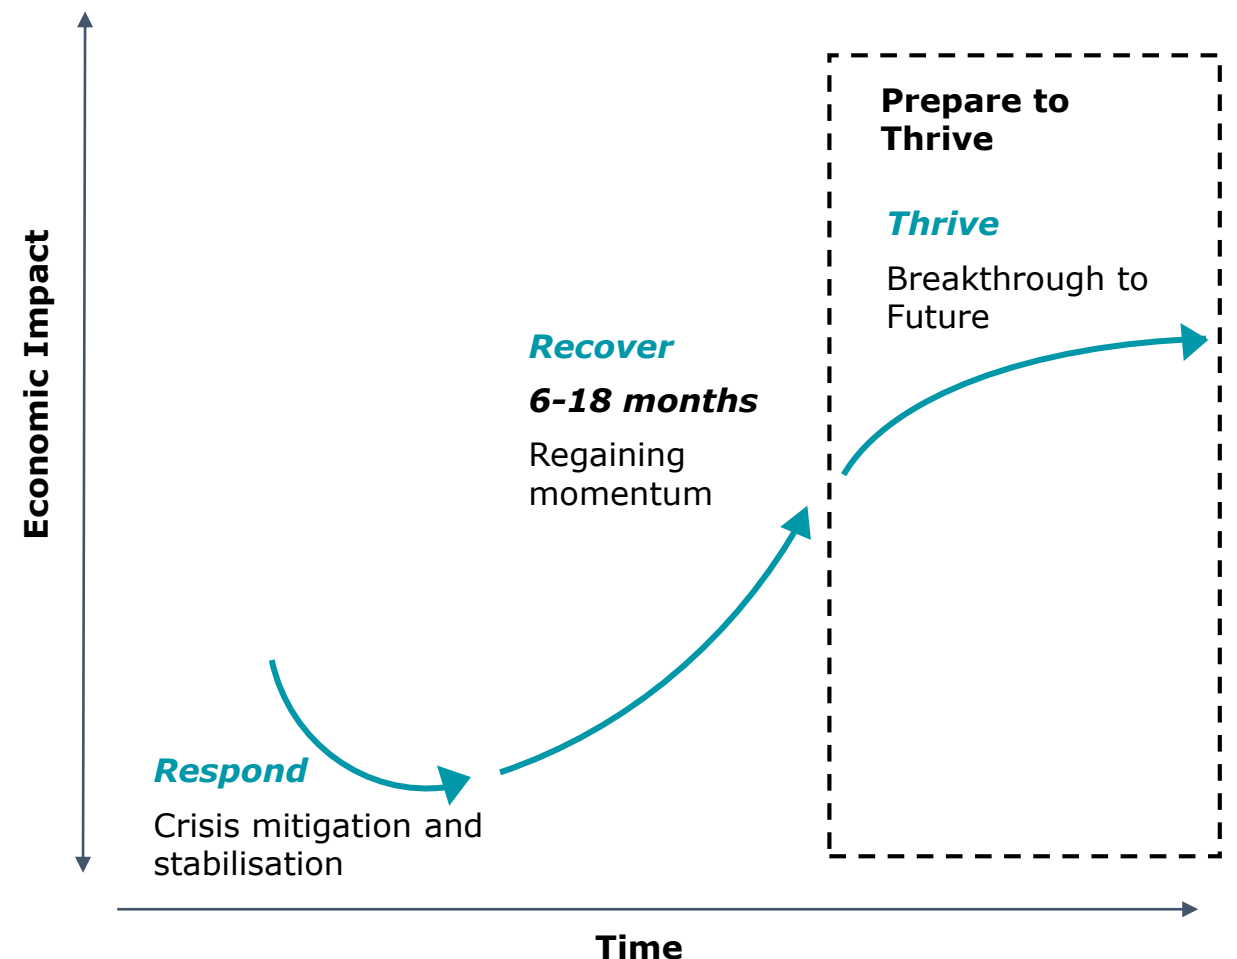 Prepare to
Thrive
Thrive
Breakthrough to
Future
Recover
6-18 months
Regaining
momentum
Respond
Crisis mitigation and
stabilisation
Economic Impact
Time